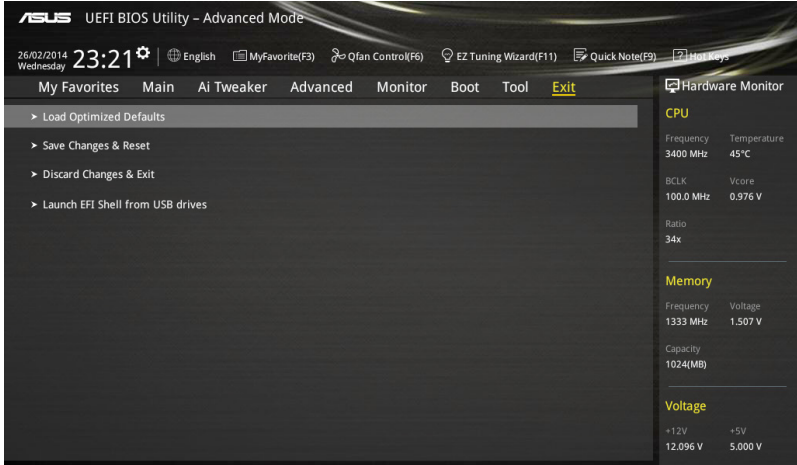 ASUS UEFI BIOS Utility – Advanced Mode
26/02/2014
Wednesday
23:21
English MyFavorite(F3) Qfan Control(F6) EZ Tuning Wizard(F11) Quick Note(F9) ? Hot Keys
My Favorites Main Ai Tweaker Advanced Monitor Boot Tool Exit
> Load Optimized Defaults
> Save Changes & Reset
> Discard Changes & Exit
> Launch EFI Shell from USB drives
Hardware Monitor
CPU
Frequency Temperature
3400 MHz 45°C
BCLK Vcore
100.0 MHz 0.976 V
Ratio
34x
Memory
Frequency Voltage
1333 MHz 1.507 V
Capacity
1024(MB)
Voltage
+12V +5V
12.096 V 5.000 V